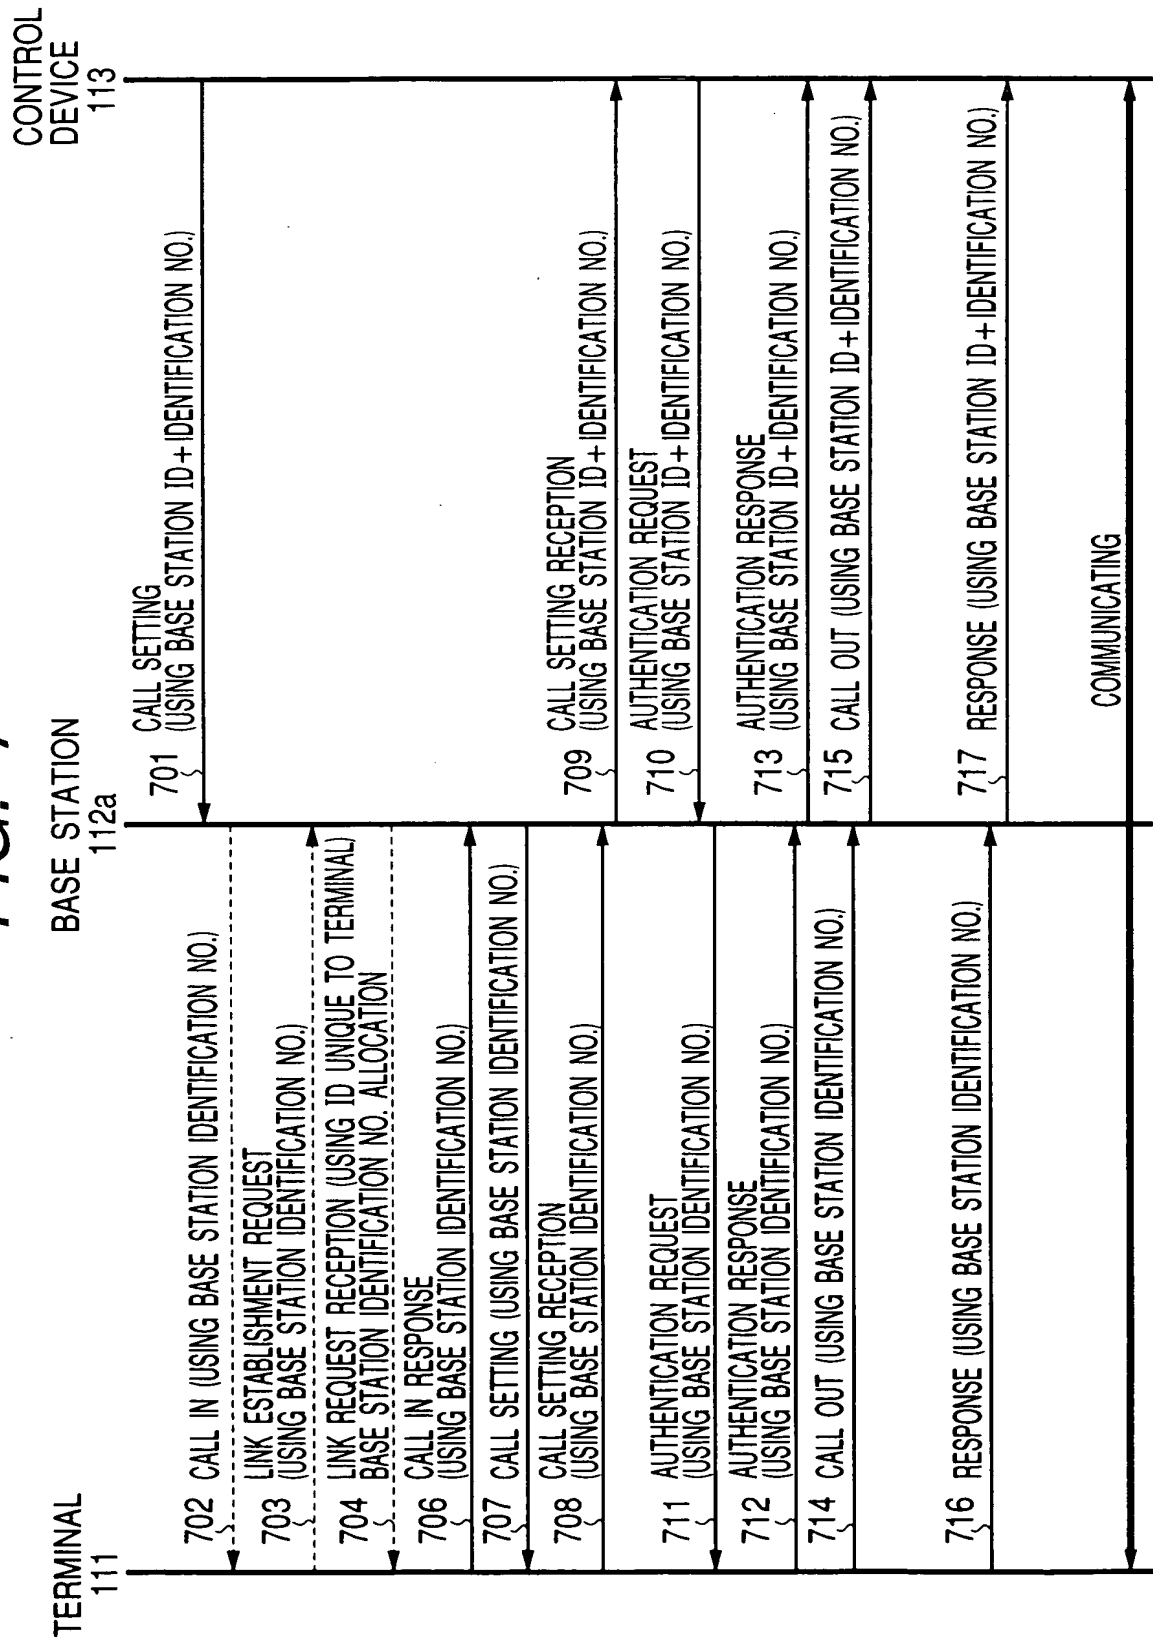 FIG. 7
TERMINAL
111
BASE STATION
112a
CONTROL
DEVICE
113
701
CALL SETTING
(USING BASE STATION ID+IDENTIFICATION NO.)
702 CALL IN (USING BASE STATION IDENTIFICATION NO.)
703
LINK ESTABLISHMENT REQUEST
(USING BASE STATION IDENTIFICATION NO.)
704
LINK REQUEST RECEPTION (USING ID UNIQUE TO TERMINAL)
BASE STATION IDENTIFICATION NO. ALLOCATION
706
CALL IN RESPONSE
(USING BASE STATION IDENTIFICATION NO.)
707 CALL SETTING (USING BASE STATION IDENTIFICATION NO.)
708
CALL SETTING RECEPTION
(USING BASE STATION IDENTIFICATION NO.)
709
CALL SETTING RECEPTION
(USING BASE STATION ID+IDENTIFICATION NO.)
710
AUTHENTICATION REQUEST
(USING BASE STATION ID+IDENTIFICATION NO.)
711
AUTHENTICATION REQUEST
(USING BASE STATION IDENTIFICATION NO.)
712
AUTHENTICATION RESPONSE
(USING BASE STATION IDENTIFICATION NO.)
713
AUTHENTICATION RESPONSE
(USING BASE STATION ID+IDENTIFICATION NO.)
714 CALL OUT (USING BASE STATION IDENTIFICATION NO.)
715 CALL OUT (USING BASE STATION ID+IDENTIFICATION NO.)
716 RESPONSE (USING BASE STATION IDENTIFICATION NO.)
717 RESPONSE (USING BASE STATION ID+IDENTIFICATION NO.)
COMMUNICATING